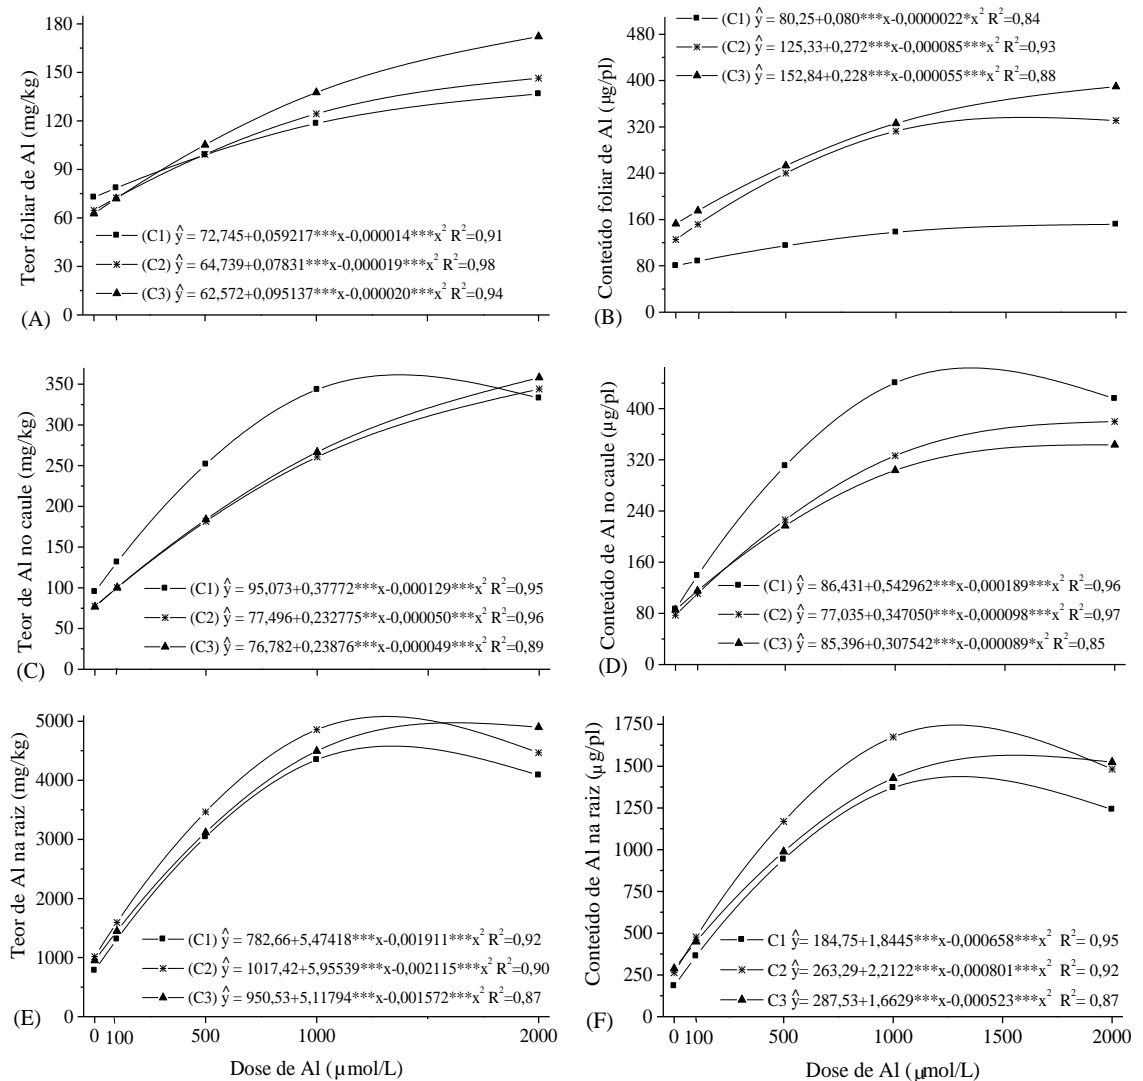 180
150
120
90
60
30
0
Teor foliar de Al (mg/kg)
(C1) ŷ = 72,745+0,059217***x-0,000014***x² R²=0,91
(C2) ŷ = 64,739+0,07831***x-0,000019***x² R²=0,98
(C3) ŷ = 62,572+0,095137***x-0,000020***x² R²=0,94
(A)
480
400
320
240
160
80
0
Conteúdo foliar de Al (µg/pl)
(C1) ŷ = 80,25+0,080***x-0,0000022*x² R²=0,84
(C2) ŷ = 125,33+0,272***x-0,000085***x² R²=0,93
(C3) ŷ = 152,84+0,228***x-0,000055***x² R²=0,88
(B)
350
300
250
200
150
100
50
0
Teor de Al no caule (mg/kg)
(C1) ŷ = 95,073+0,37772***x-0,000129***x² R²=0,95
(C2) ŷ = 77,496+0,232775**x-0,000050***x² R²=0,96
(C3) ŷ = 76,782+0,23876***x-0,000049***x² R²=0,89
(C)
400
320
240
160
80
0
Conteúdo de Al no caule (µg/pl)
(C1) ŷ = 86,431+0,542962***x-0,000189***x² R²=0,96
(C2) ŷ = 77,035+0,347050***x-0,000098***x² R²=0,97
(C3) ŷ = 85,396+0,307542***x-0,000089*x² R²=0,85
(D)
5000
4000
3000
2000
1000
0
Teor de Al na raiz (mg/kg)
(C1) ŷ = 782,66+5,47418***x-0,001911***x² R²=0,92
(C2) ŷ = 1017,42+5,95539***x-0,002115***x² R²=0,90
(C3) ŷ = 950,53+5,11794***x-0,001572***x² R²=0,87
(E)
0 100 500 1000 2000
Dose de Al (µmol/L)
1750
1500
1250
1000
750
500
250
0
Conteúdo de Al na raiz (µg/pl)
C1 ŷ= 184,75+1,8445***x-0,000658***x² R²= 0,95
C2 ŷ= 263,29+2,2122***x-0,000801***x² R²= 0,92
C3 ŷ= 287,53+1,6629***x-0,000523***x² R²= 0,87
(F)
0 100 500 1000 1500 2000
Dose de Al (µmol/L)